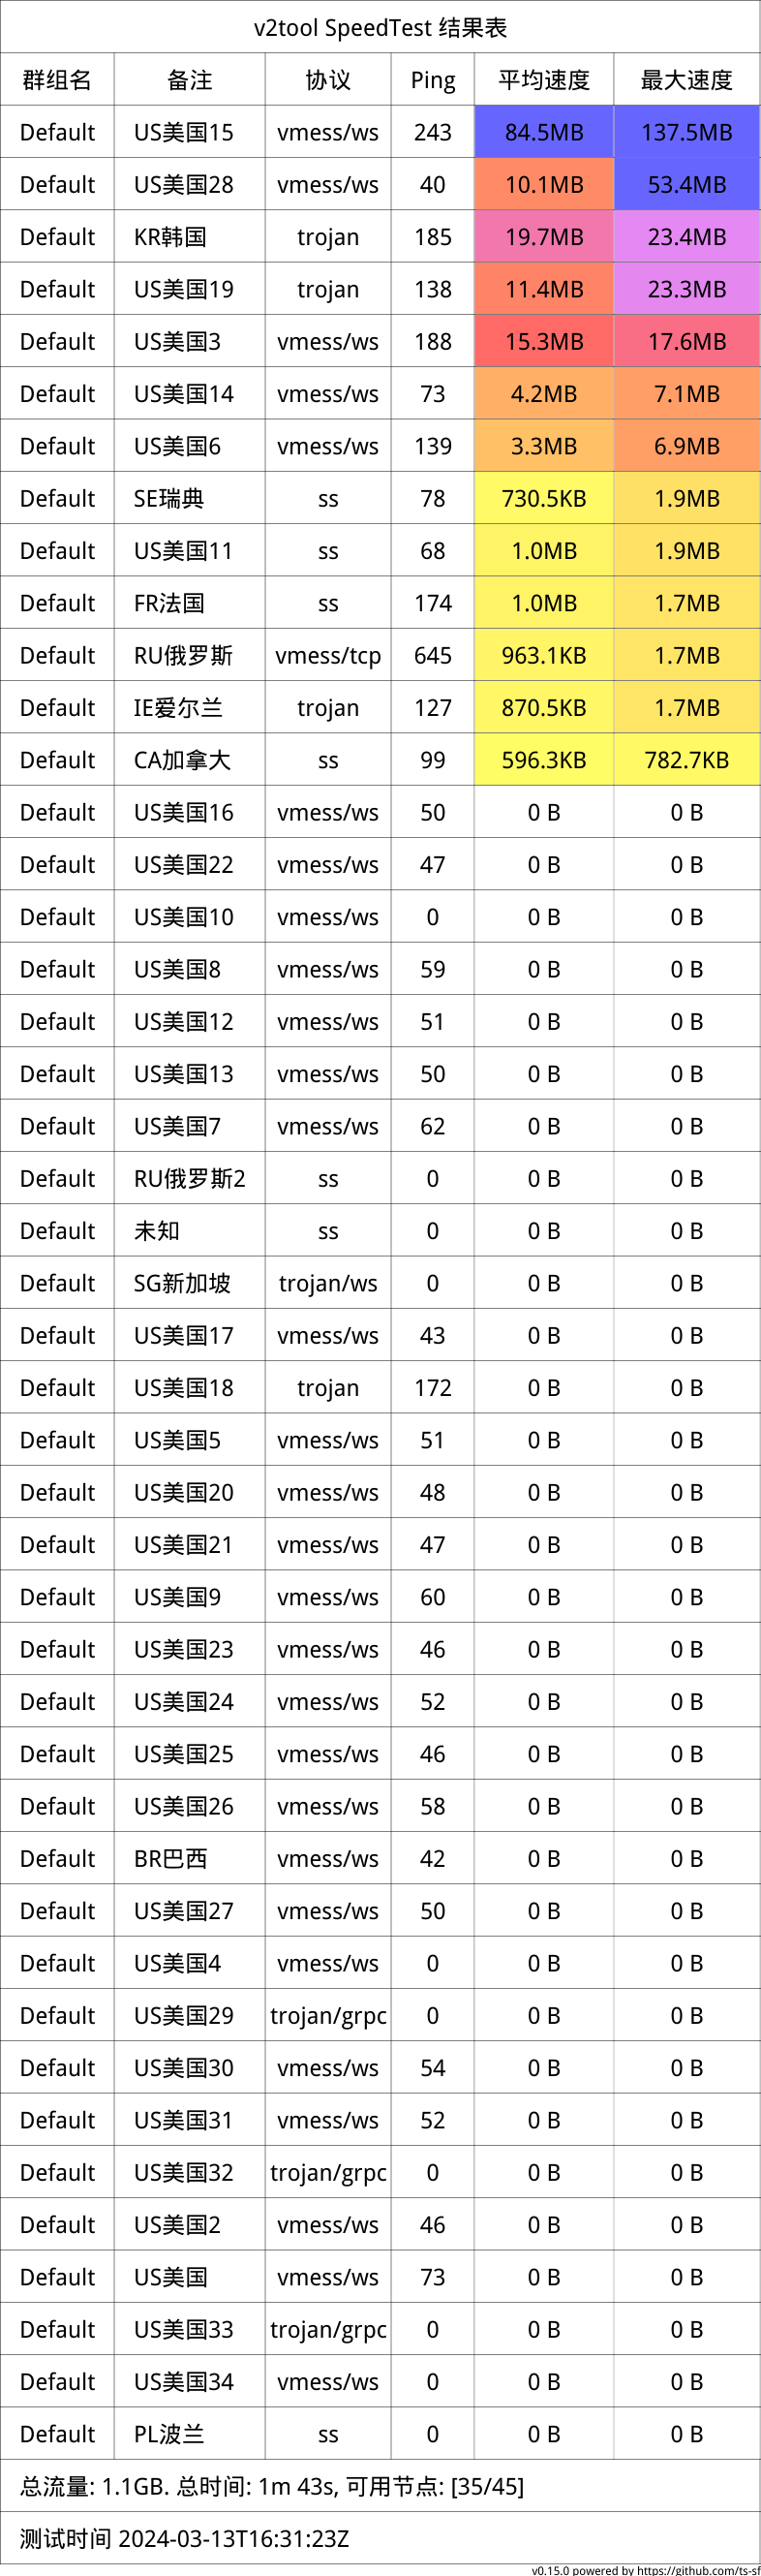 v2tool SpeedTest 结果表
群组名 备注 协议 Ping 平均速度 最大速度
Default US美国15 vmess/ws 243 84.5MB 137.5MB
Default US美国28 vmess/ws 40 10.1MB 53.4MB
Default KR韩国 trojan 185 19.7MB 23.4MB
Default US美国19 trojan 138 11.4MB 23.3MB
Default US美国3 vmess/ws 188 15.3MB 17.6MB
Default US美国14 vmess/ws 73 4.2MB 7.1MB
Default US美国6 vmess/ws 139 3.3MB 6.9MB
Default SE瑞典 ss 78 730.5KB 1.9MB
Default US美国11 ss 68 1.0MB 1.9MB
Default FR法国 ss 174 1.0MB 1.7MB
Default RU俄罗斯 vmess/tcp 645 963.1KB 1.7MB
Default IE爱尔兰 trojan 127 870.5KB 1.7MB
Default CA加拿大 ss 99 596.3KB 782.7KB
Default US美国16 vmess/ws 50 0 B 0 B
Default US美国22 vmess/ws 47 0 B 0 B
Default US美国10 vmess/ws 0 0 B 0 B
Default US美国8 vmess/ws 59 0 B 0 B
Default US美国12 vmess/ws 51 0 B 0 B
Default US美国13 vmess/ws 50 0 B 0 B
Default US美国7 vmess/ws 62 0 B 0 B
Default RU俄罗斯2 ss 0 0 B 0 B
Default 未知 ss 0 0 B 0 B
Default SG新加坡 trojan/ws 0 0 B 0 B
Default US美国17 vmess/ws 43 0 B 0 B
Default US美国18 trojan 172 0 B 0 B
Default US美国5 vmess/ws 51 0 B 0 B
Default US美国20 vmess/ws 48 0 B 0 B
Default US美国21 vmess/ws 47 0 B 0 B
Default US美国9 vmess/ws 60 0 B 0 B
Default US美国23 vmess/ws 46 0 B 0 B
Default US美国24 vmess/ws 52 0 B 0 B
Default US美国25 vmess/ws 46 0 B 0 B
Default US美国26 vmess/ws 58 0 B 0 B
Default BR巴西 vmess/ws 42 0 B 0 B
Default US美国27 vmess/ws 50 0 B 0 B
Default US美国4 vmess/ws 0 0 B 0 B
Default US美国29 trojan/grpc 0 0 B 0 B
Default US美国30 vmess/ws 54 0 B 0 B
Default US美国31 vmess/ws 52 0 B 0 B
Default US美国32 trojan/grpc 0 0 B 0 B
Default US美国2 vmess/ws 46 0 B 0 B
Default US美国 vmess/ws 73 0 B 0 B
Default US美国33 trojan/grpc 0 0 B 0 B
Default US美国34 vmess/ws 0 0 B 0 B
Default PL波兰 ss 0 0 B 0 B
总流量: 1.1GB. 总时间: 1m 43s, 可用节点: [35/45]
测试时间 2024-03-13T16:31:23Z
v0.15.0 powered by https://github.com/ts-sf